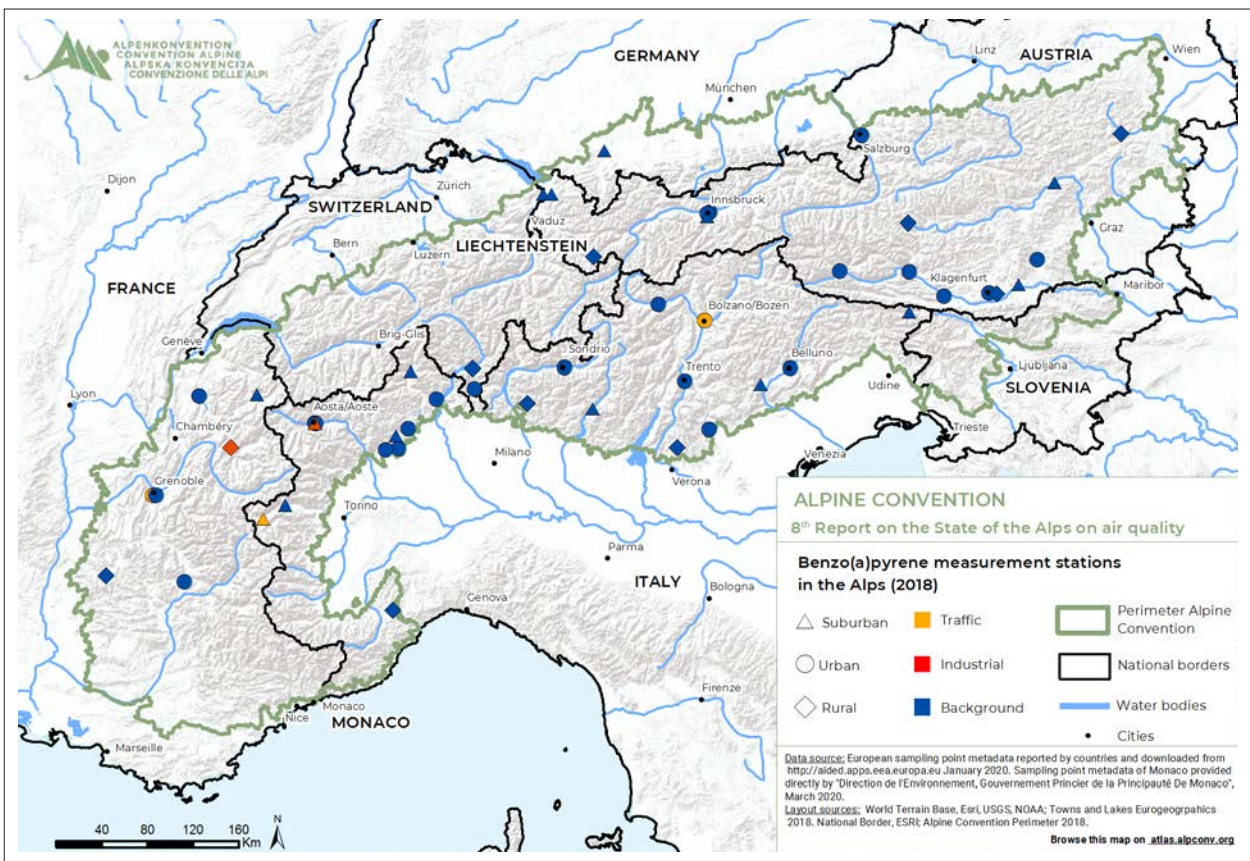 ALPENKONVENTION
CONVENTION ALPINE
ALPSKA KONVENCIJA
CONVENZIONE DELLE ALPI
GERMANY
Linz
AUSTRIA
Wien
München
Salzburg
Dijon
Zürich
SWITZERLAND
Innsbruck
Vaduz
LIECHTENSTEIN
Graz
Bern
Luzern
FRANCE
Klagenfurt
Maribor
Bolzano/Bozen
Genève
Brig-Glis
Sondrio
Trento
Belluno
Ljubljana
Udine
SLOVENIA
Lyon
Aosta/Aoste
Chambéry
Trieste
Milano
Venezia
Verona
Grenoble
Torino
Parma
ITALY
Bologna
Genova
Firenze
Monaco
Nice
MONACO
Marseille
ALPINE CONVENTION
8th Report on the State of the Alps on air quality
Benzo(a)pyrene measurement stations
in the Alps (2018)
Suburban
Traffic
Perimeter Alpine
Convention
Urban
Industrial
National borders
Rural
Background
Water bodies
Cities
Data source: European sampling point metadata reported by countries and downloaded from
http://aided.apps.eea.europa.eu January 2020. Sampling point metadata of Monaco provided
directly by "Direction de l'Environnement, Gouvernement Princier de la Principauté De Monaco",
March 2020.
Layout sources: World Terrain Base, Esri, USGS, NOAA; Towns and Lakes Eurogeogrpahics
2018. National Border, ESRI; Alpine Convention Perimeter 2018.
Browse this map on atlas.alpconv.org
40 80 120 160
Km
N